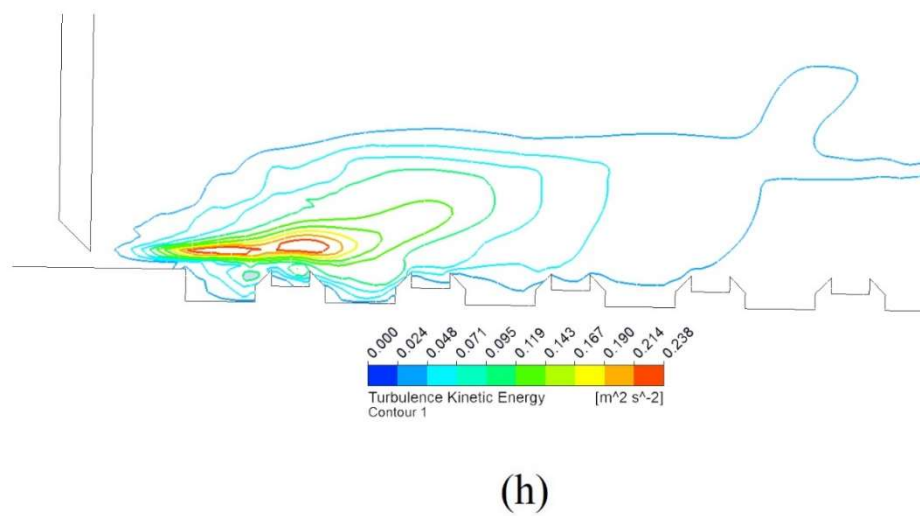 0.000 0.024 0.048 0.071 0.095 0.119 0.143 0.167 0.190 0.214 0.238
Turbulence Kinetic Energy [m^2 s^-2]
Contour 1
(h)